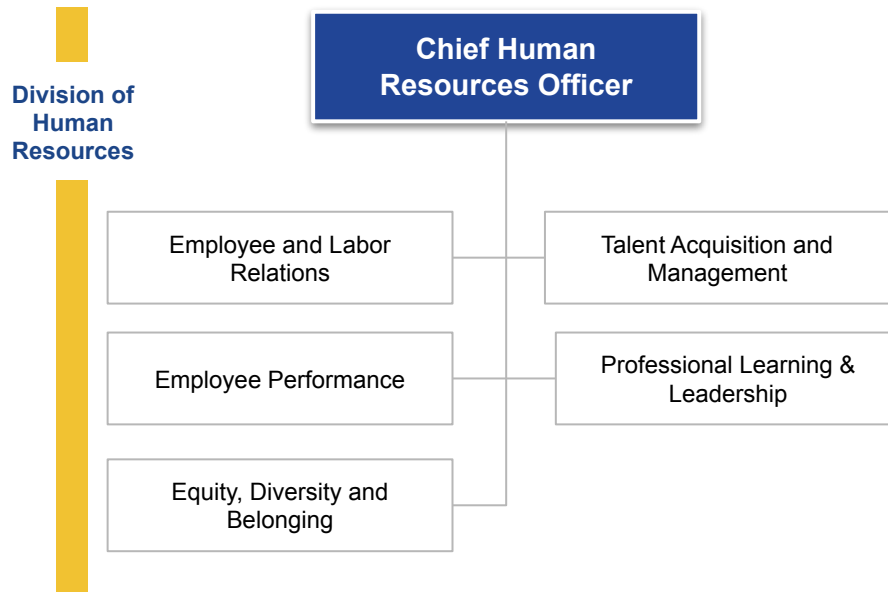 Chief Human
Resources Officer
Division of
Human
Resources
Employee and Labor
Relations
Talent Acquisition and
Management
Employee Performance
Professional Learning &
Leadership
Equity, Diversity and
Belonging